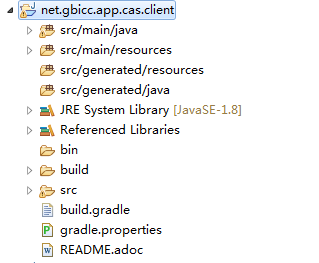 net.gbicc.app.cas.client
src/main/java
src/main/resources
src/generated/resources
src/generated/java
JRE System Library [JavaSE-1.8]
Referenced Libraries
bin
build
src
build.gradle
gradle.properties
README.adoc